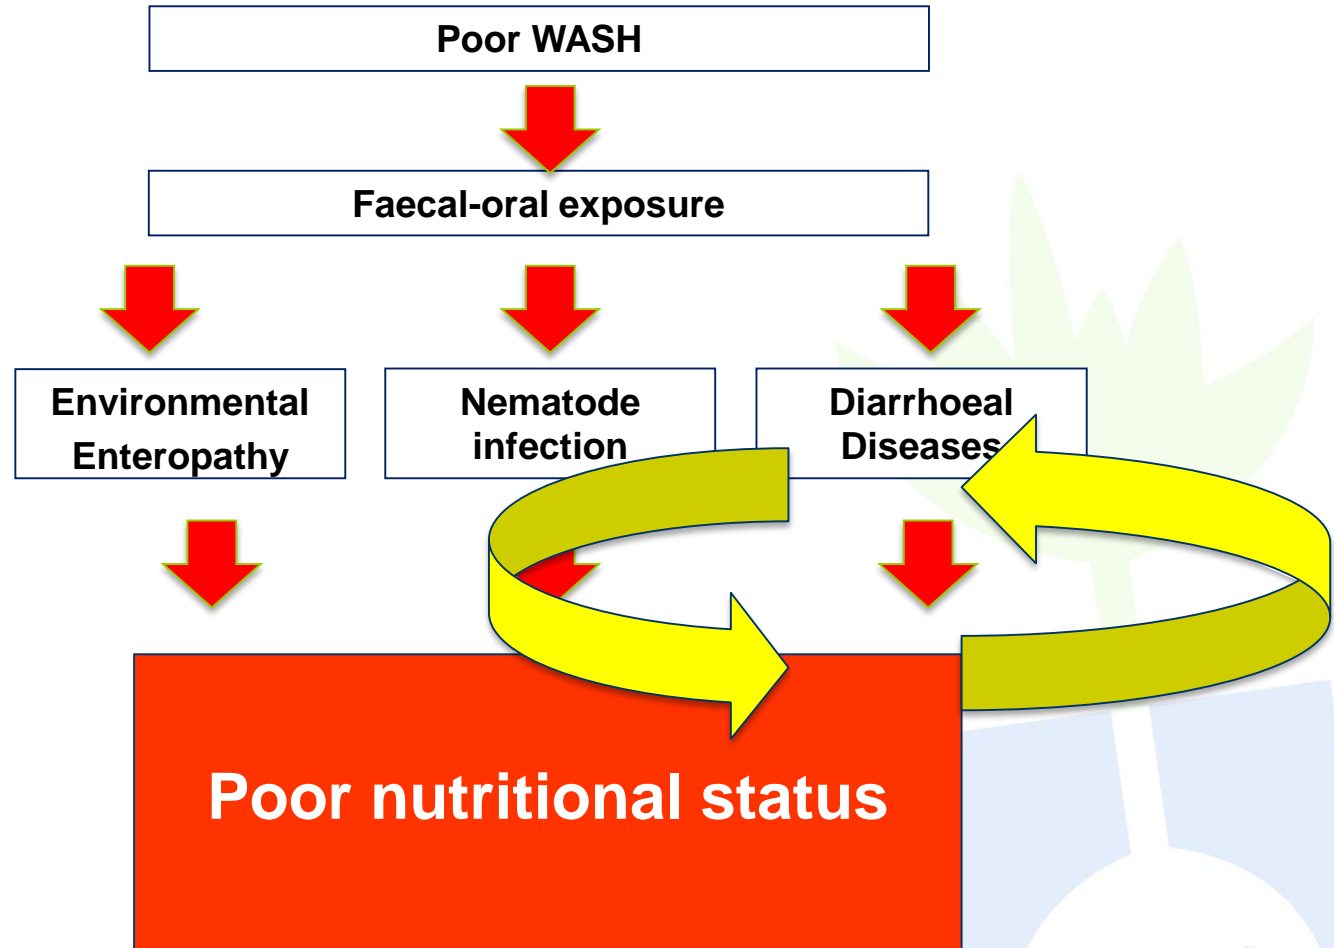 Poor WASH
Faecal-oral exposure
Environmental
Enteropathy
Nematode
infection
Diarrhoeal
Diseases
Poor nutritional status